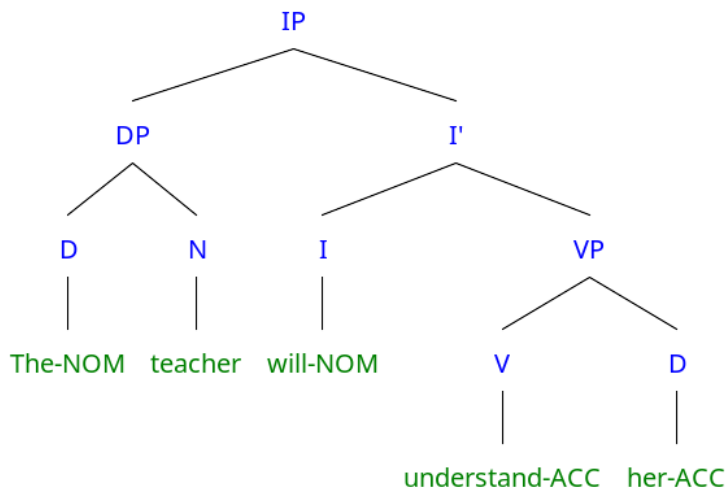 IP
DP I'
D N I VP
The-NOM teacher will-NOM V D
understand-ACC her-ACC